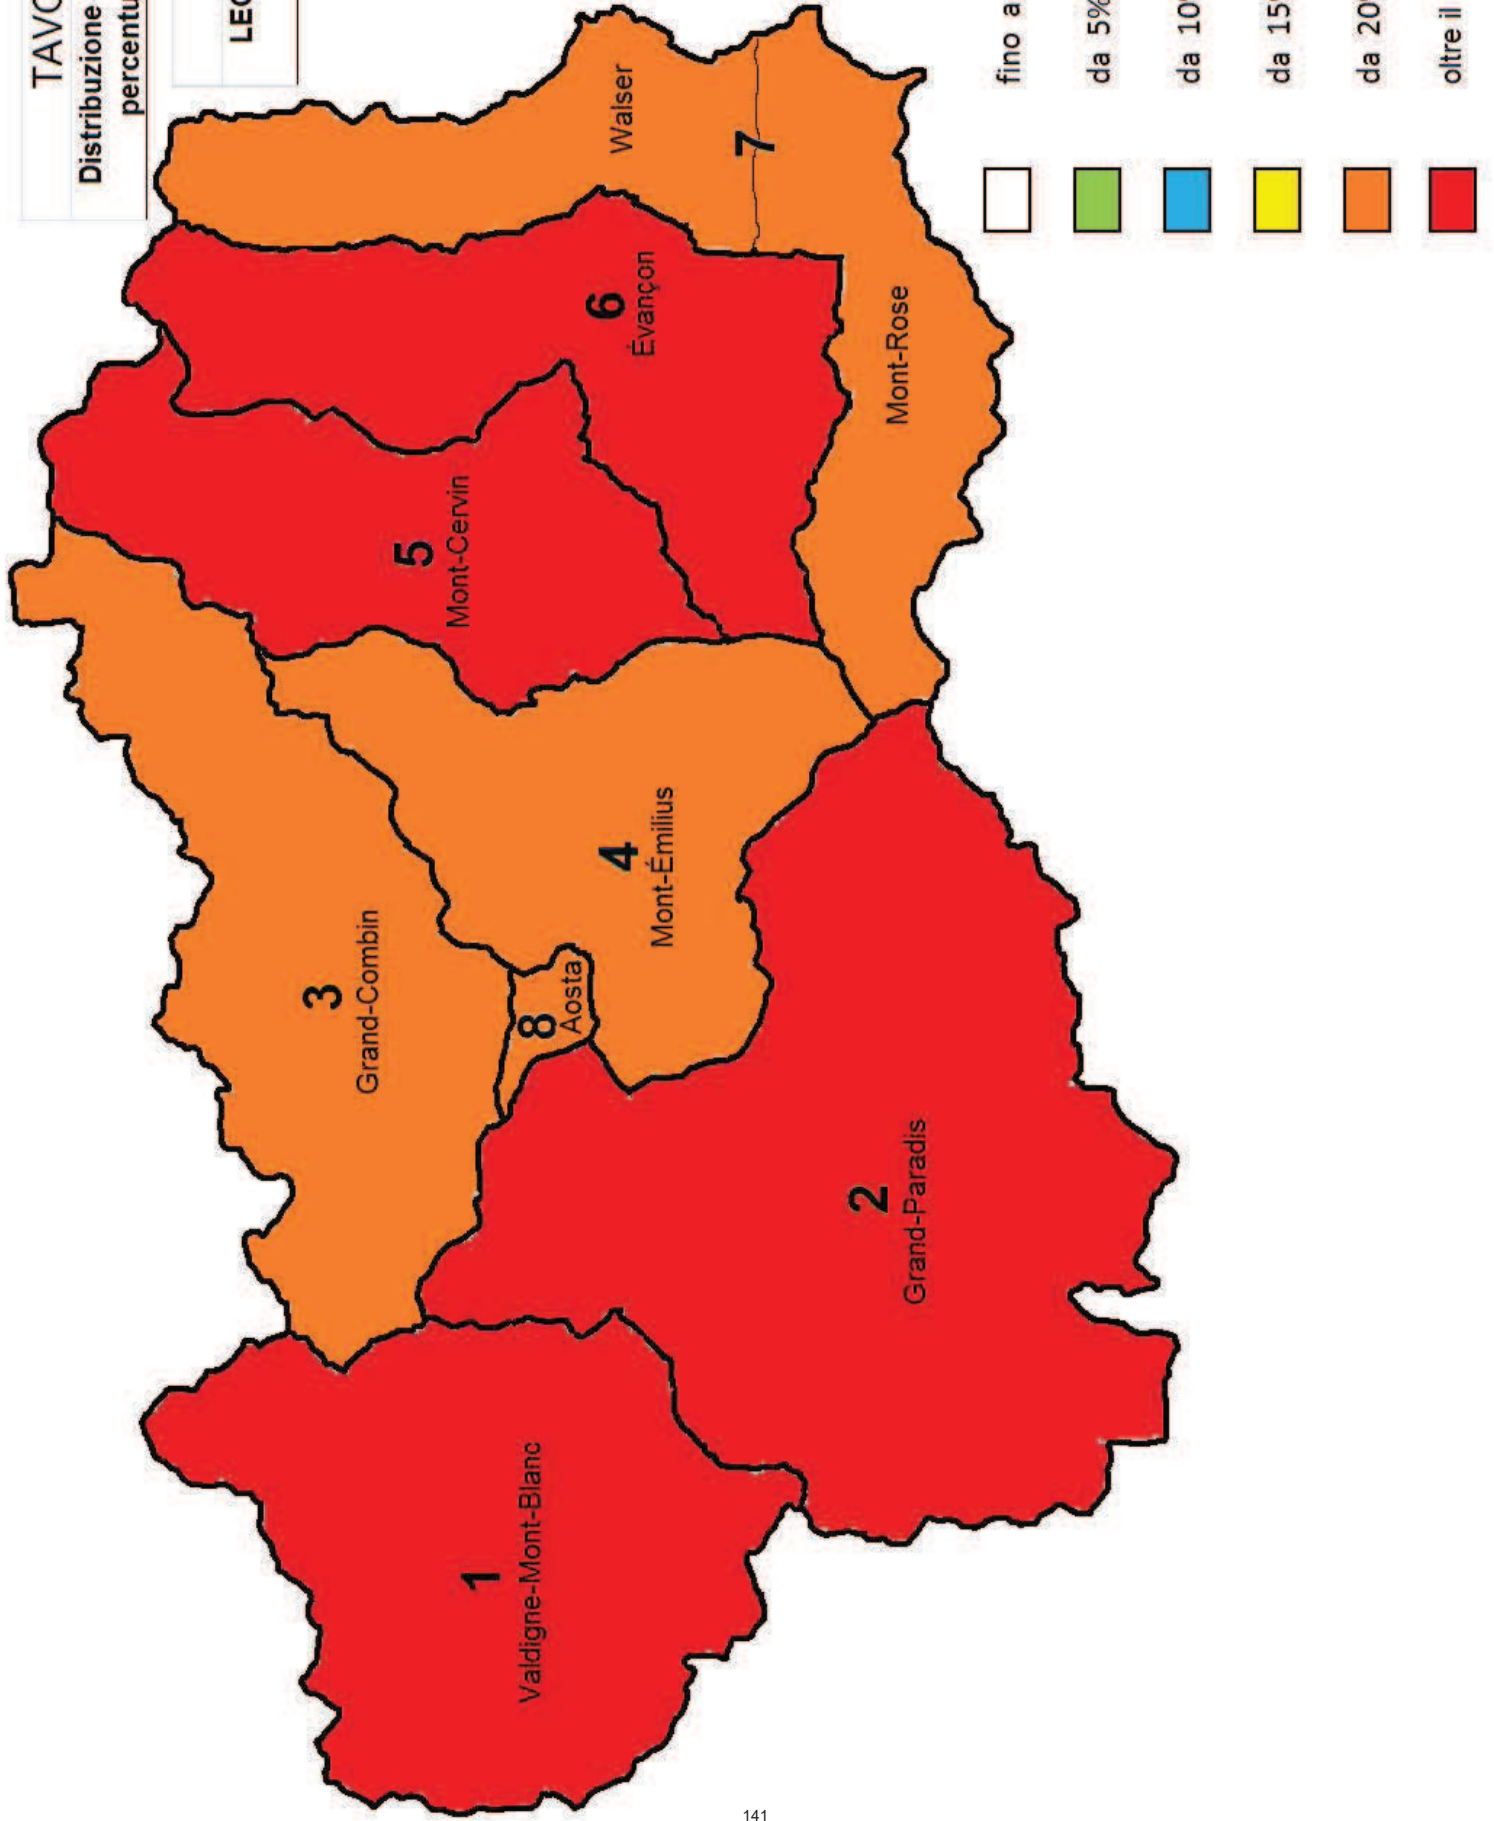 TAVO
Distribuzione
percentu
LEG
1
Valdigne-Mont-Blanc
2
Grand-Paradis
3
Grand-Combin
4
Mont-Émilius
5
Mont-Cervin
6
Évançon
7
Walser
Mont-Rose
8
Aosta
fino a
da 5%
da 10%
da 15%
da 20%
oltre il
141